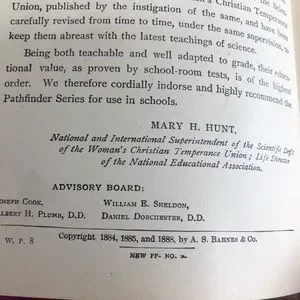 Union, published by the instigation of the same, and have been
carefully revised from time to time, under the same supervision, to
keep them abreast with the latest teachings of science.
Being both teachable and well adapted to grade, their educa-
tional value, as proven by school-room tests, is of the highest
order. We therefore cordially indorse and highly recommend the
Pathfinder Series for use in schools.
MARY H. HUNT,
National and International Superintendent of the Scientific Dept.
of the Woman's Christian Temperance Union; Life Director
of the National Educational Association.
ADVISORY BOARD:
JOSEPH COOK,
WILLIAM E. SHELDON,
ALBERT H. PLUMB, D.D.
DANIEL DORCHESTER, D.D.
W. P. 8
Copyright, 1884, 1885, and 1888, by A. S. BARNES & CO.
NEW PF.-NO.